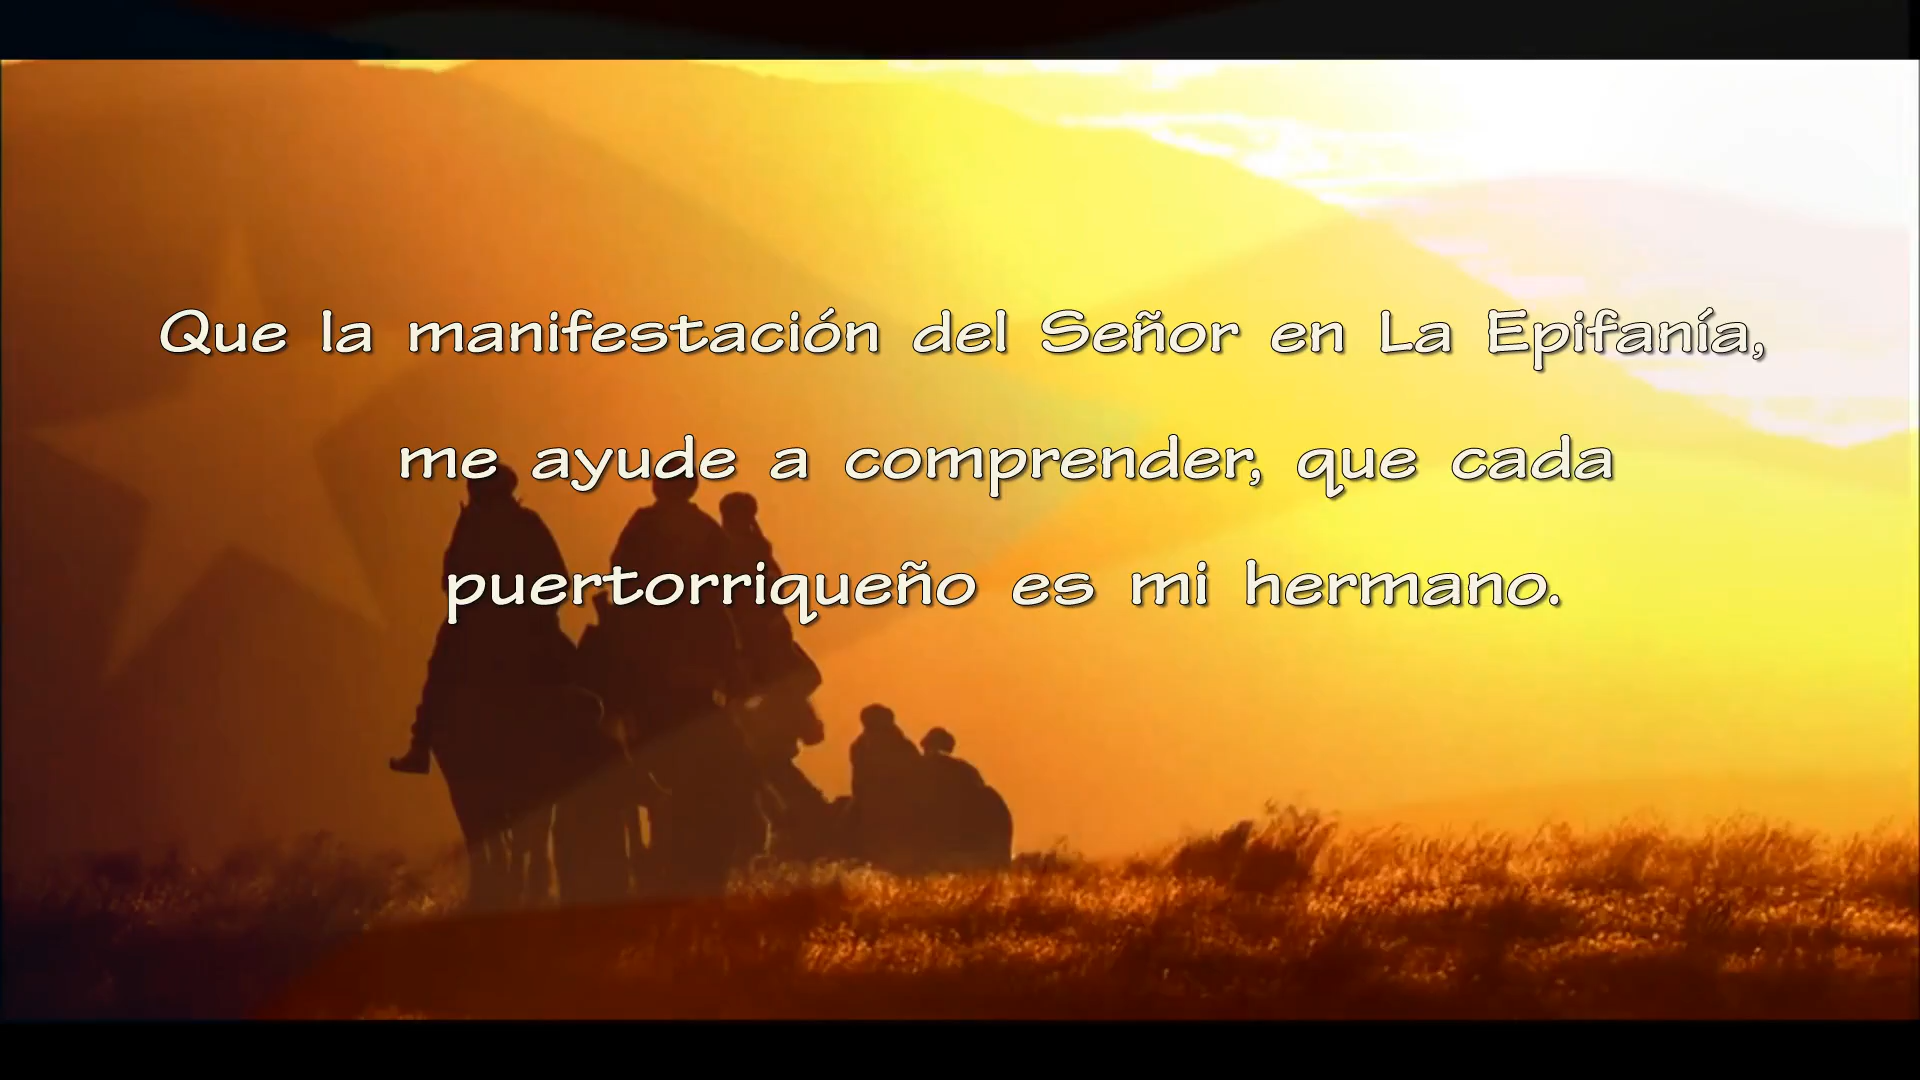 Que la manifestación del Señor en La Epifanía,
me ayude a comprender, que cada
puertorriqueño es mi hermano.